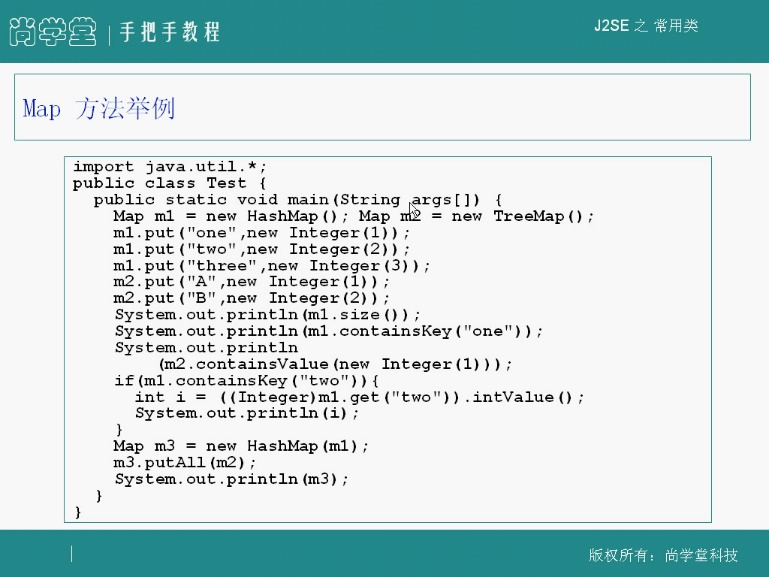 尚学堂 | 手把手教程
J2SE 之 常用类
Map 方法举例
import java.util.*;
public class Test {
  public static void main(String args[]) {
    Map m1 = new HashMap(); Map m2 = new TreeMap();
    m1.put("one",new Integer(1));
    m1.put("two",new Integer(2));
    m1.put("three",new Integer(3));
    m2.put("A",new Integer(1));
    m2.put("B",new Integer(2));
    System.out.println(m1.size());
    System.out.println(m1.containsKey("one"));
    System.out.println
        (m2.containsValue(new Integer(1)));
    if(m1.containsKey("two")){
      int i = ((Integer)m1.get("two")).intValue();
      System.out.println(i);
    }
    Map m3 = new HashMap(m1);
    m3.putAll(m2);
    System.out.println(m3);
  }
}
版权所有：尚学堂科技